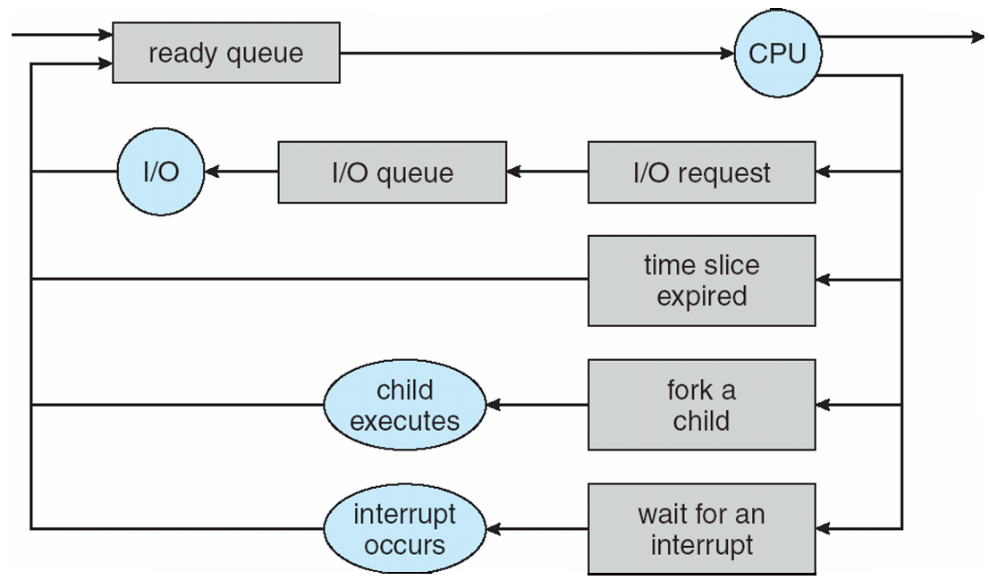 ready queue
CPU
I/O
I/O queue
I/O request
time slice
expired
child
executes
fork a
child
interrupt
occurs
wait for an
interrupt